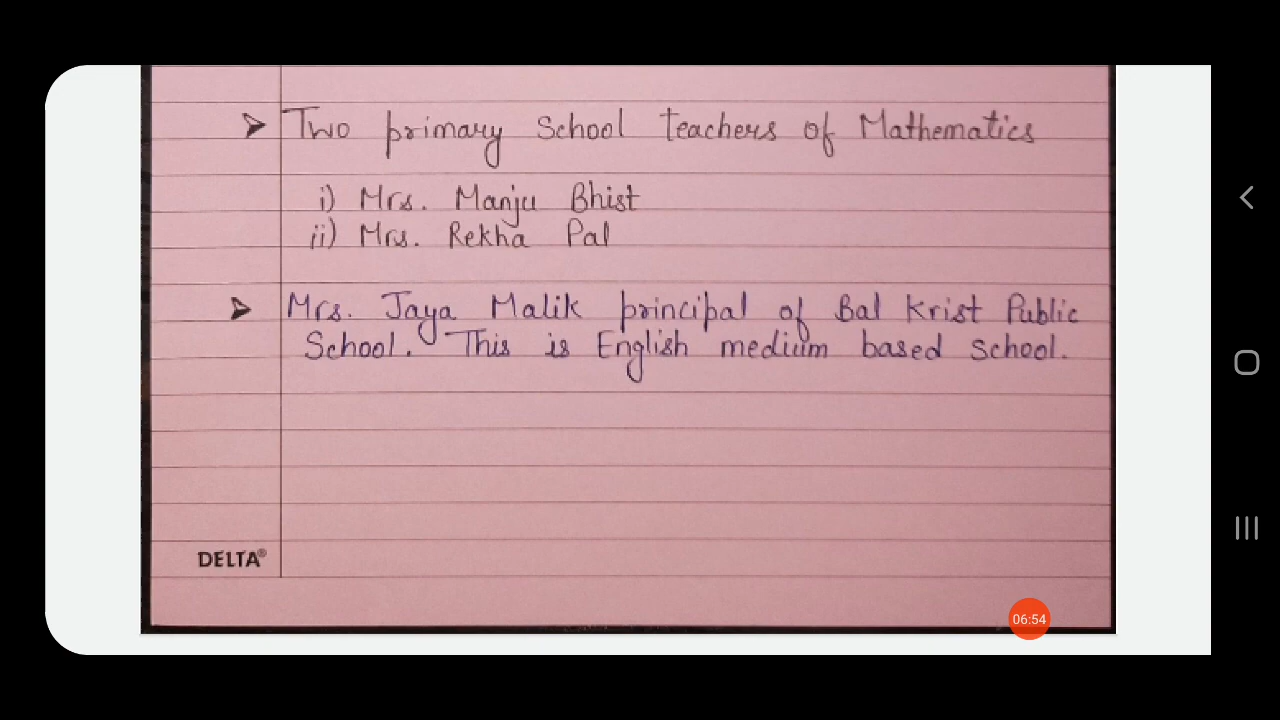 ➤ Two primary School teachers of Mathematics
i) Mrs. Manju Bhist
ii) Mrs. Rekha Pal
➤ Mrs. Jaya Malik principal of Bal Krist Public
School. This is English medium based school.
DELTA®
06:54